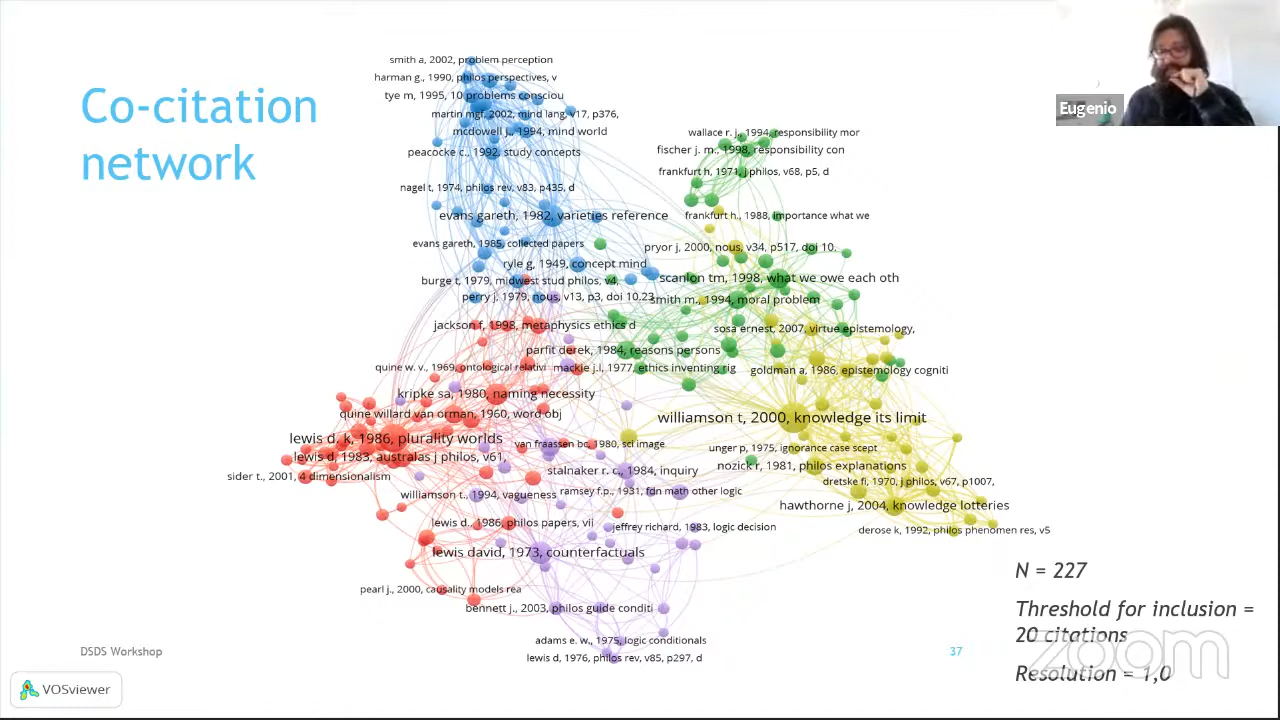 Co-citation
network
smith a, 2002, problem perception
harman g., 1990, philos perspectives, v
tye m, 1995, 10 problems consciou
martin mgf, 2002, mind lang, v17, p376,
mcdowell j., 1994, mind world
peacocke c., 1992, study concepts
nagel t, 1974, philos rev, v83, p435, d
evans gareth, 1982, varieties reference
evans gareth, 1985, collected papers
ryle g, 1949, concept mind
burge t, 1979, midwest stud philos, v4,
perry j, 1979, nous, v13, p3, doi 10.23
wallace r. j., 1994, responsibility mor
fischer j. m., 1998, responsibility con
frankfurt h, 1971, j philos, v68, p5, d
frankfurt h., 1988, importance what we
pryor j, 2000, nous, v34, p517, doi 10.
scanlon tm, 1998, what we owe each oth
smith m., 1994, moral problem
jackson f, 1998, metaphysics ethics d
sosa ernest, 2007, virtue epistemology,
parfit derek, 1984, reasons persons
quine w. v., 1969, ontological relativi
mackie j.l, 1977, ethics inventing rig
goldman a, 1986, epistemology cogniti
kripke sa, 1980, naming necessity
quine willard van orman, 1960, word obj
williamson t, 2000, knowledge its limit
lewis d. k, 1986, plurality worlds
van fraassen bc, 1980, sci image
unger p, 1975, ignorance case scept
lewis d, 1983, australas j philos, v61,
nozick r, 1981, philos explanations
sider t., 2001, 4 dimensionalism
stalnaker r. c., 1984, inquiry
dretske fi, 1970, j philos, v67, p1007,
williamson t., 1994, vagueness
ramsey f.p., 1931, fdn math other logic
hawthorne j, 2004, knowledge lotteries
lewis d., 1986, philos papers, vii
jeffrey richard, 1983, logic decision
derose k, 1992, philos phenomen res, v5
lewis david, 1973, counterfactuals
pearl j., 2000, causality models rea
bennett j., 2003, philos guide conditi
adams e. w., 1975, logic conditionals
lewis d, 1976, philos rev, v85, p297, d
N = 227
Threshold for inclusion =
20 citations
Resolution = 1,0
DSDS Workshop
37
VOSviewer
Eugenio
zoom